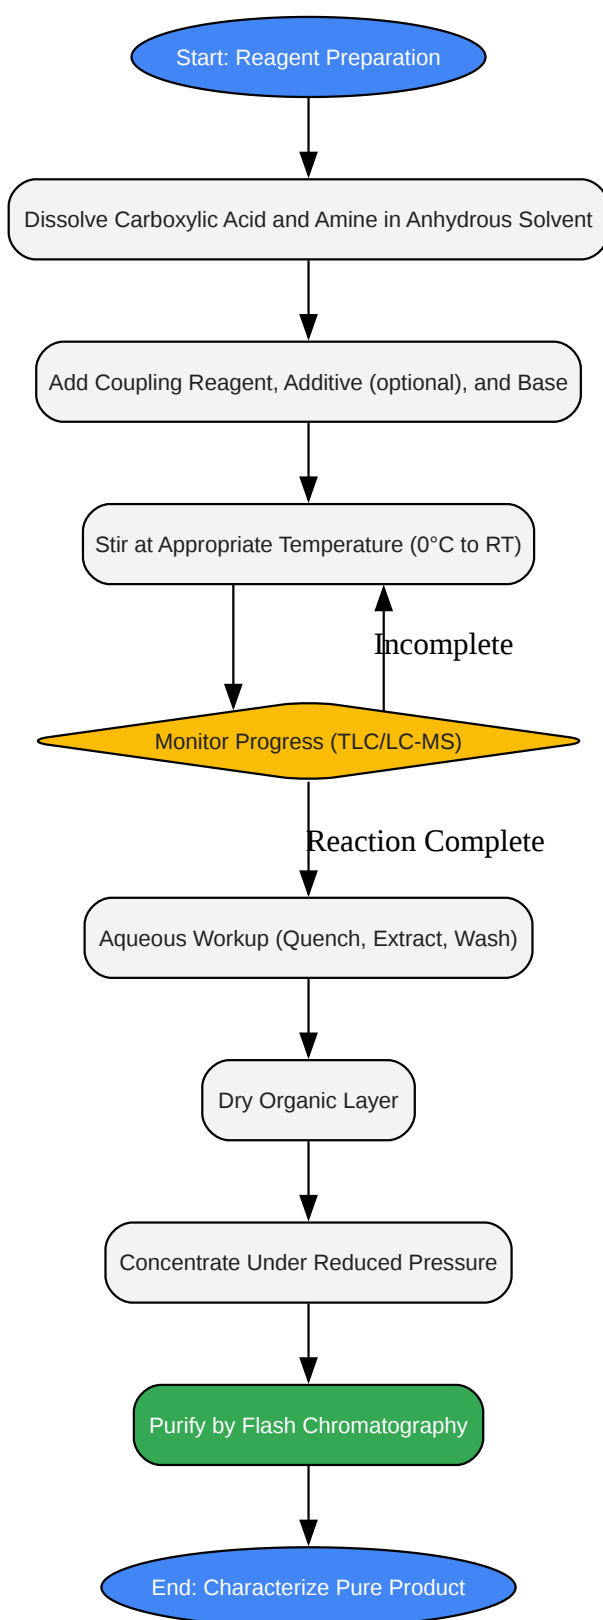 Start: Reagent Preparation
Dissolve Carboxylic Acid and Amine in Anhydrous Solvent
Add Coupling Reagent, Additive (optional), and Base
Stir at Appropriate Temperature (0°C to RT)
Incomplete
Monitor Progress (TLC/LC-MS)
Reaction Complete
Aqueous Workup (Quench, Extract, Wash)
Dry Organic Layer
Concentrate Under Reduced Pressure
Purify by Flash Chromatography
End: Characterize Pure Product